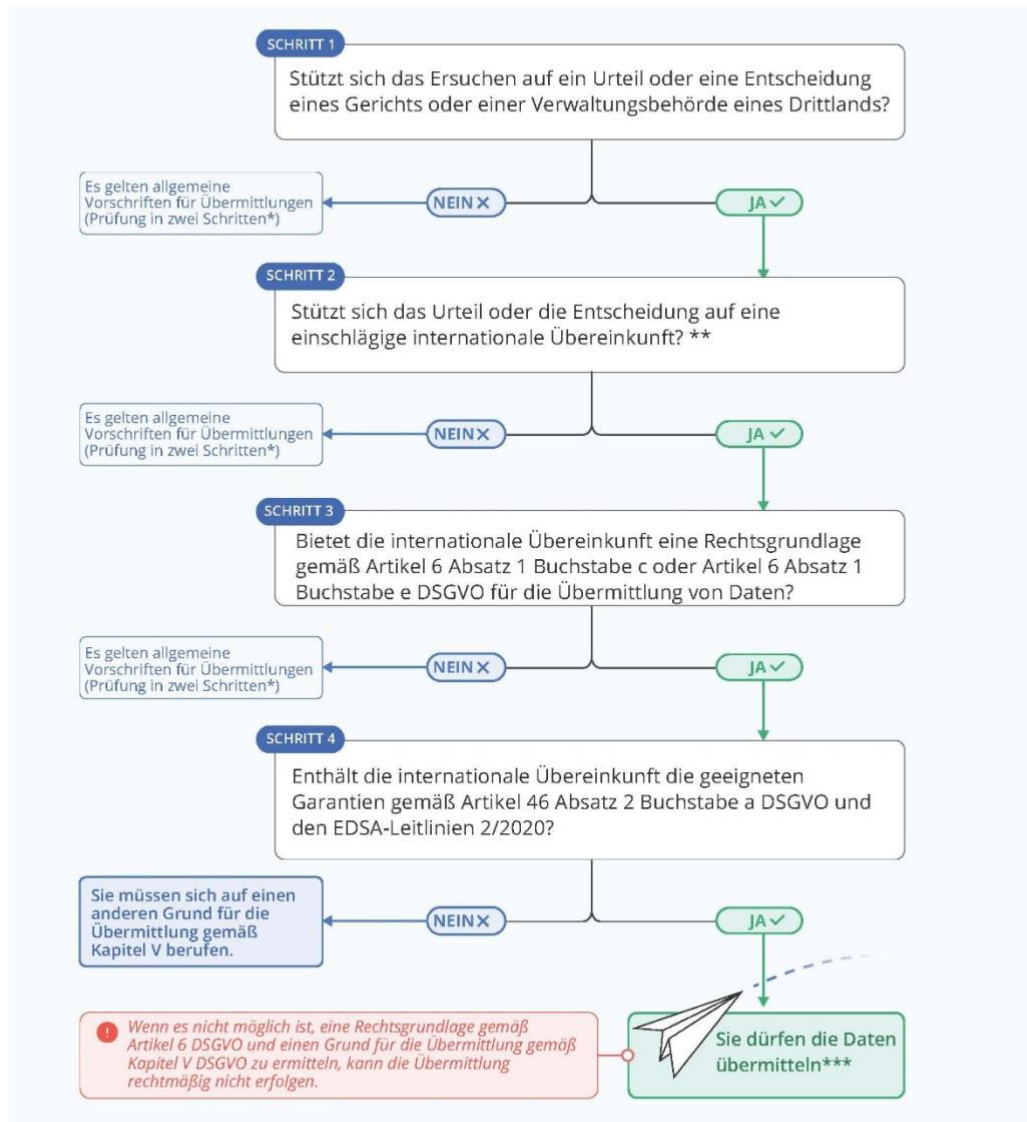 SCHRITT 1
Stützt sich das Ersuchen auf ein Urteil oder eine Entscheidung
eines Gerichts oder einer Verwaltungsbehörde eines Drittlands?
Es gelten allgemeine
Vorschriften für Übermittlungen
(Prüfung in zwei Schritten*)
NEIN
JA
SCHRITT 2
Stützt sich das Urteil oder die Entscheidung auf eine
einschlägige internationale Übereinkunft? **
Es gelten allgemeine
Vorschriften für Übermittlungen
(Prüfung in zwei Schritten*)
NEIN
JA
SCHRITT 3
Bietet die internationale Übereinkunft eine Rechtsgrundlage
gemäß Artikel 6 Absatz 1 Buchstabe c oder Artikel 6 Absatz 1
Buchstabe e DSGVO für die Übermittlung von Daten?
Es gelten allgemeine
Vorschriften für Übermittlungen
(Prüfung in zwei Schritten*)
NEIN
JA
SCHRITT 4
Enthält die internationale Übereinkunft die geeigneten
Garantien gemäß Artikel 46 Absatz 2 Buchstabe a DSGVO und
den EDSA-Leitlinien 2/2020?
Sie müssen sich auf einen
anderen Grund für die
Übermittlung gemäß
Kapitel V berufen.
NEIN
JA
Wenn es nicht möglich ist, eine Rechtsgrundlage gemäß
Artikel 6 DSGVO und einen Grund für die Übermittlung gemäß
Kapitel V DSGVO zu ermitteln, kann die Übermittlung
rechtmäßig nicht erfolgen.
Sie dürfen die Daten
übermitteln***